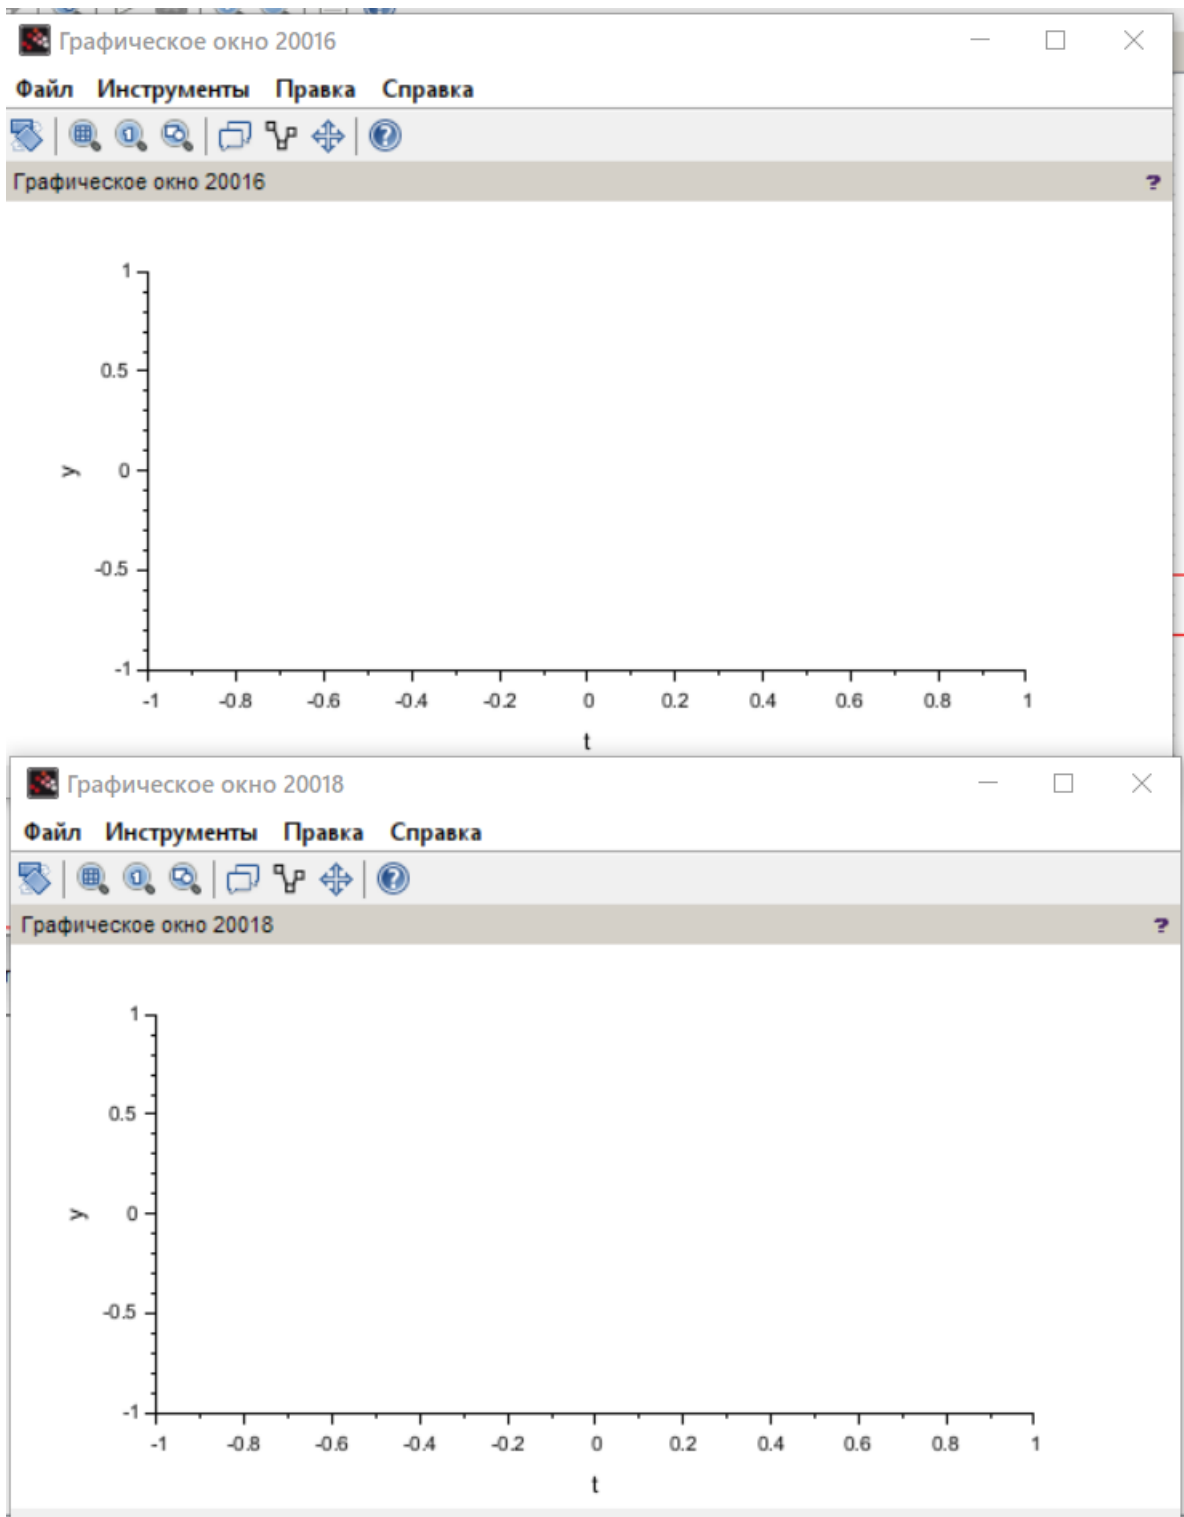 Графическое окно 20016
Файл Инструменты Правка Справка
Графическое окно 20016 ?
1
0.5
y 0
-0.5
-1
-1 -0.8 -0.6 -0.4 -0.2 0 0.2 0.4 0.6 0.8 1
t
Графическое окно 20018
Файл Инструменты Правка Справка
Графическое окно 20018 ?
1
0.5
y 0
-0.5
-1
-1 -0.8 -0.6 -0.4 -0.2 0 0.2 0.4 0.6 0.8 1
t